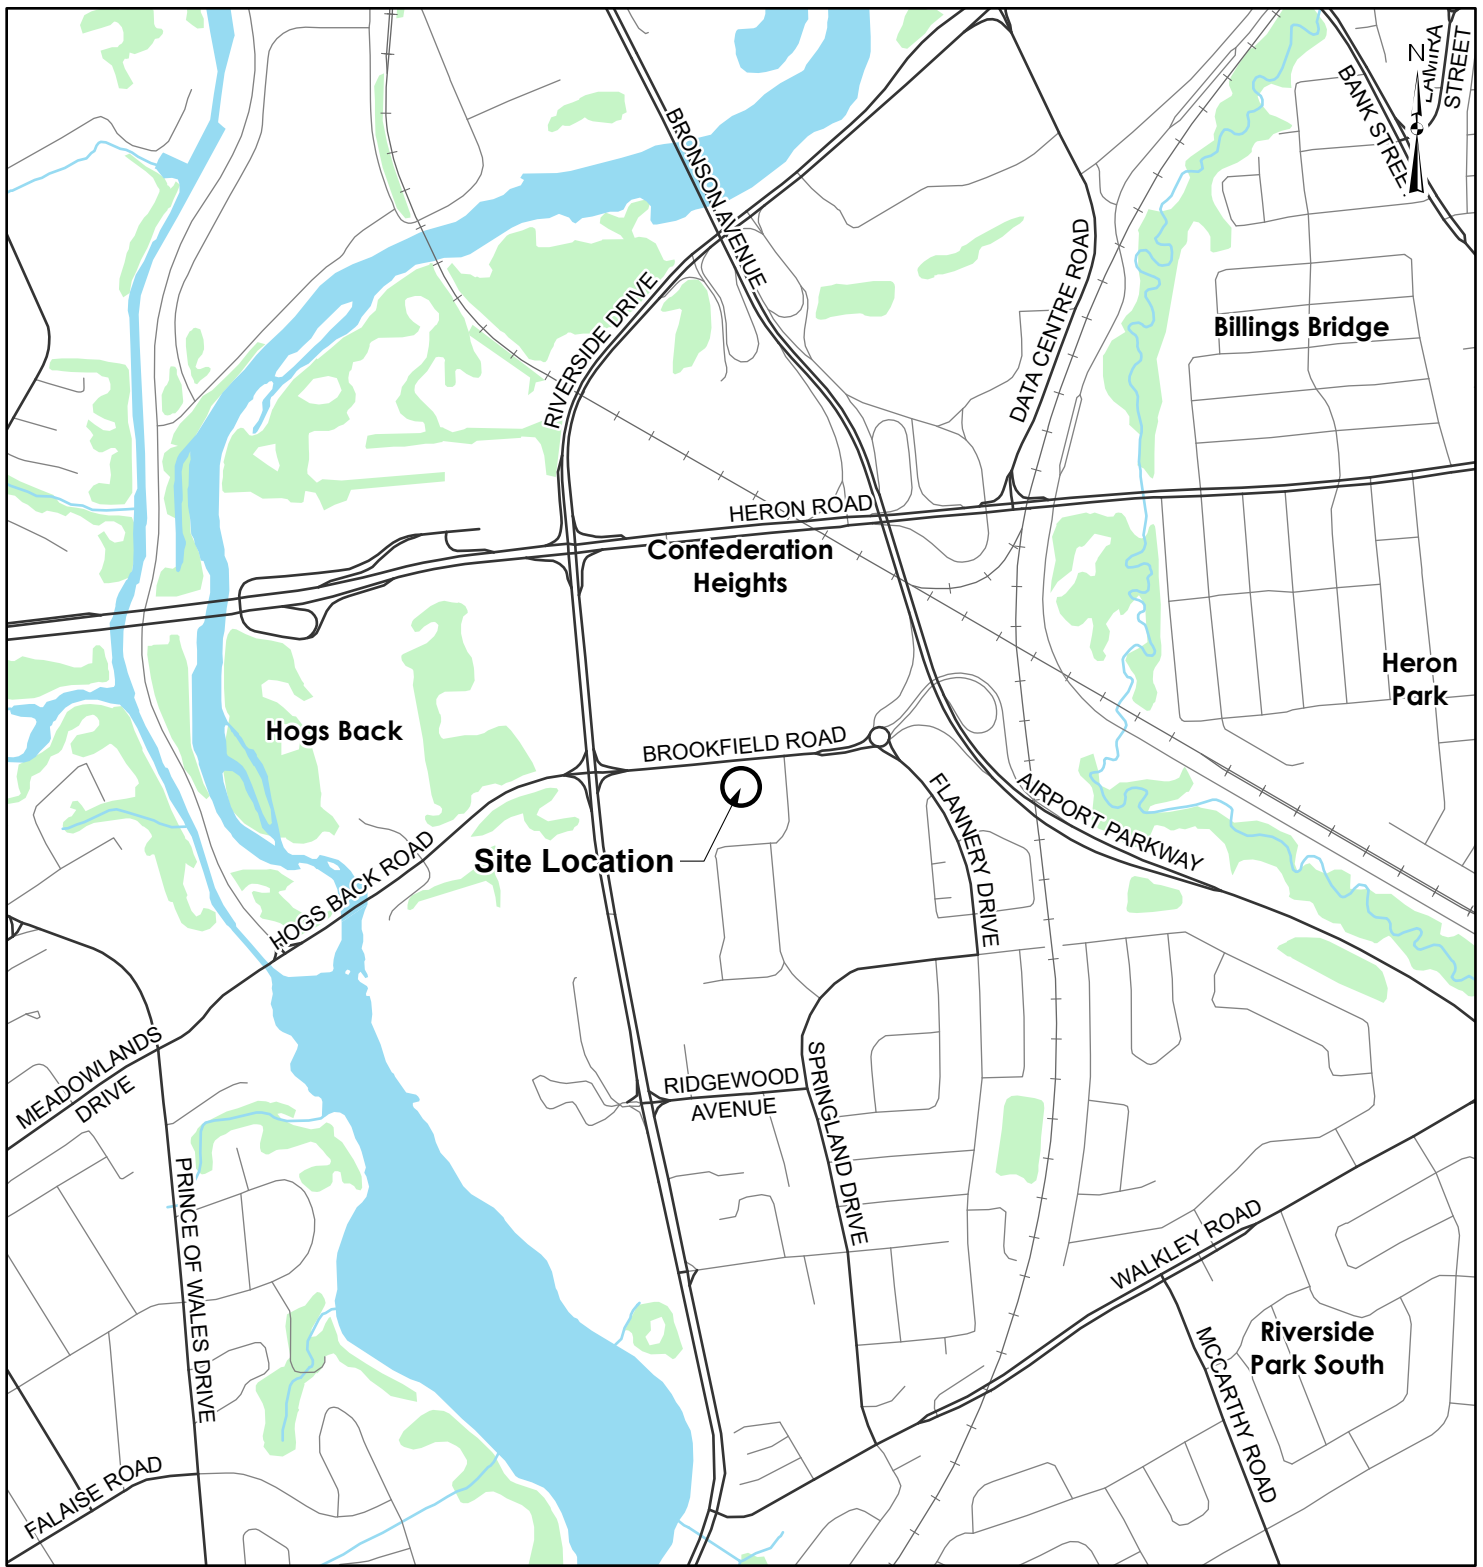 N
LAMIRA
STREET
BANK STREET
BRONSON AVENUE
RIVERSIDE DRIVE
DATA CENTRE ROAD
Billings Bridge
HERON ROAD
Confederation
Heights
Heron
Park
Hogs Back
BROOKFIELD ROAD
FLANNERY DRIVE
AIRPORT PARKWAY
Site Location
HOGS BACK ROAD
MEADOWLANDS
DRIVE
RIDGEWOOD
AVENUE
SPRINGLAND DRIVE
PRINCE OF WALES DRIVE
WALKLEY ROAD
MCCARTHY ROAD
Riverside
Park South
FALAISE ROAD